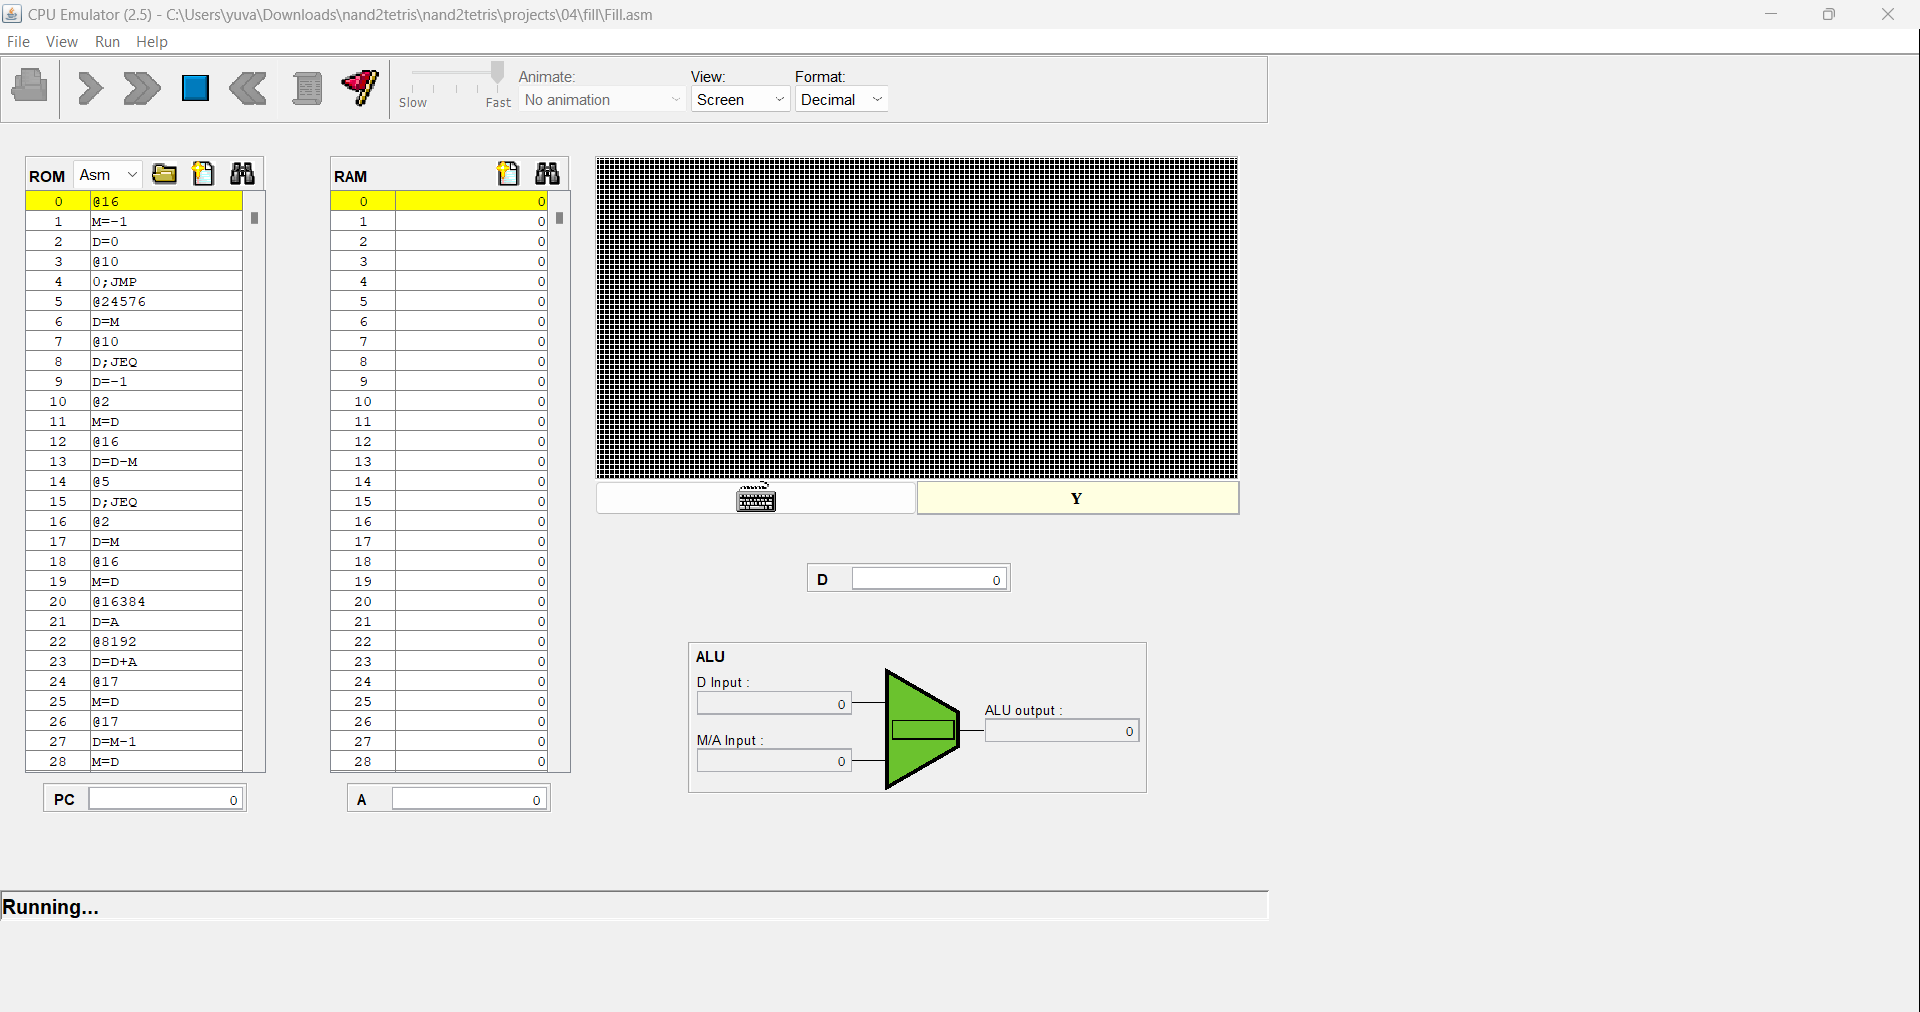 CPU Emulator (2.5) - C:\Users\yuva\Downloads\nand2tetris\nand2tetris\projects\04\fill\Fill.asm
File View Run Help
Slow Fast
Animate:
No animation
View:
Screen
Format:
Decimal
ROM Asm
0 @16
1 M=-1
2 D=0
3 @10
4 0;JMP
5 @24576
6 D=M
7 @10
8 D;JEQ
9 D=-1
10 @2
11 M=D
12 @16
13 D=D-M
14 @5
15 D;JEQ
16 @2
17 D=M
18 @16
19 M=D
20 @16384
21 D=A
22 @8192
23 D=D+A
24 @17
25 M=D
26 @17
27 D=M-1
28 M=D
PC 0
RAM
0 0
1 0
2 0
3 0
4 0
5 0
6 0
7 0
8 0
9 0
10 0
11 0
12 0
13 0
14 0
15 0
16 0
17 0
18 0
19 0
20 0
21 0
22 0
23 0
24 0
25 0
26 0
27 0
28 0
A 0
Y
D 0
ALU
D Input :
0
M/A Input :
0
ALU output :
0
Running...